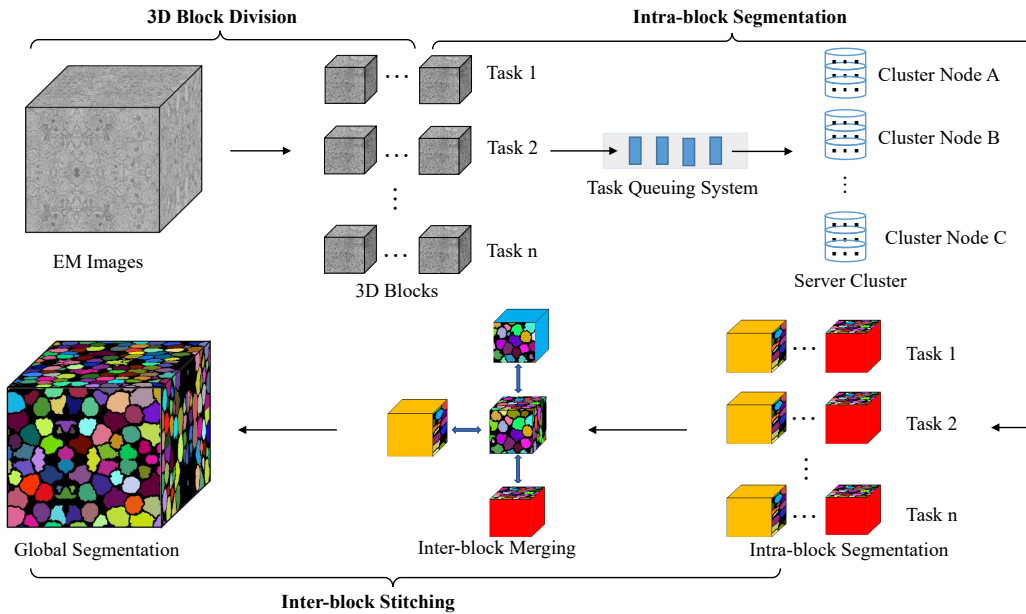 3D Block Division
Intra-block Segmentation
Task 1
Cluster Node A
Task 2
Cluster Node B
Task Queuing System
Task n
Cluster Node C
EM Images
3D Blocks
Server Cluster
Task 1
Task 2
Task n
Global Segmentation
Inter-block Merging
Intra-block Segmentation
Inter-block Stitching